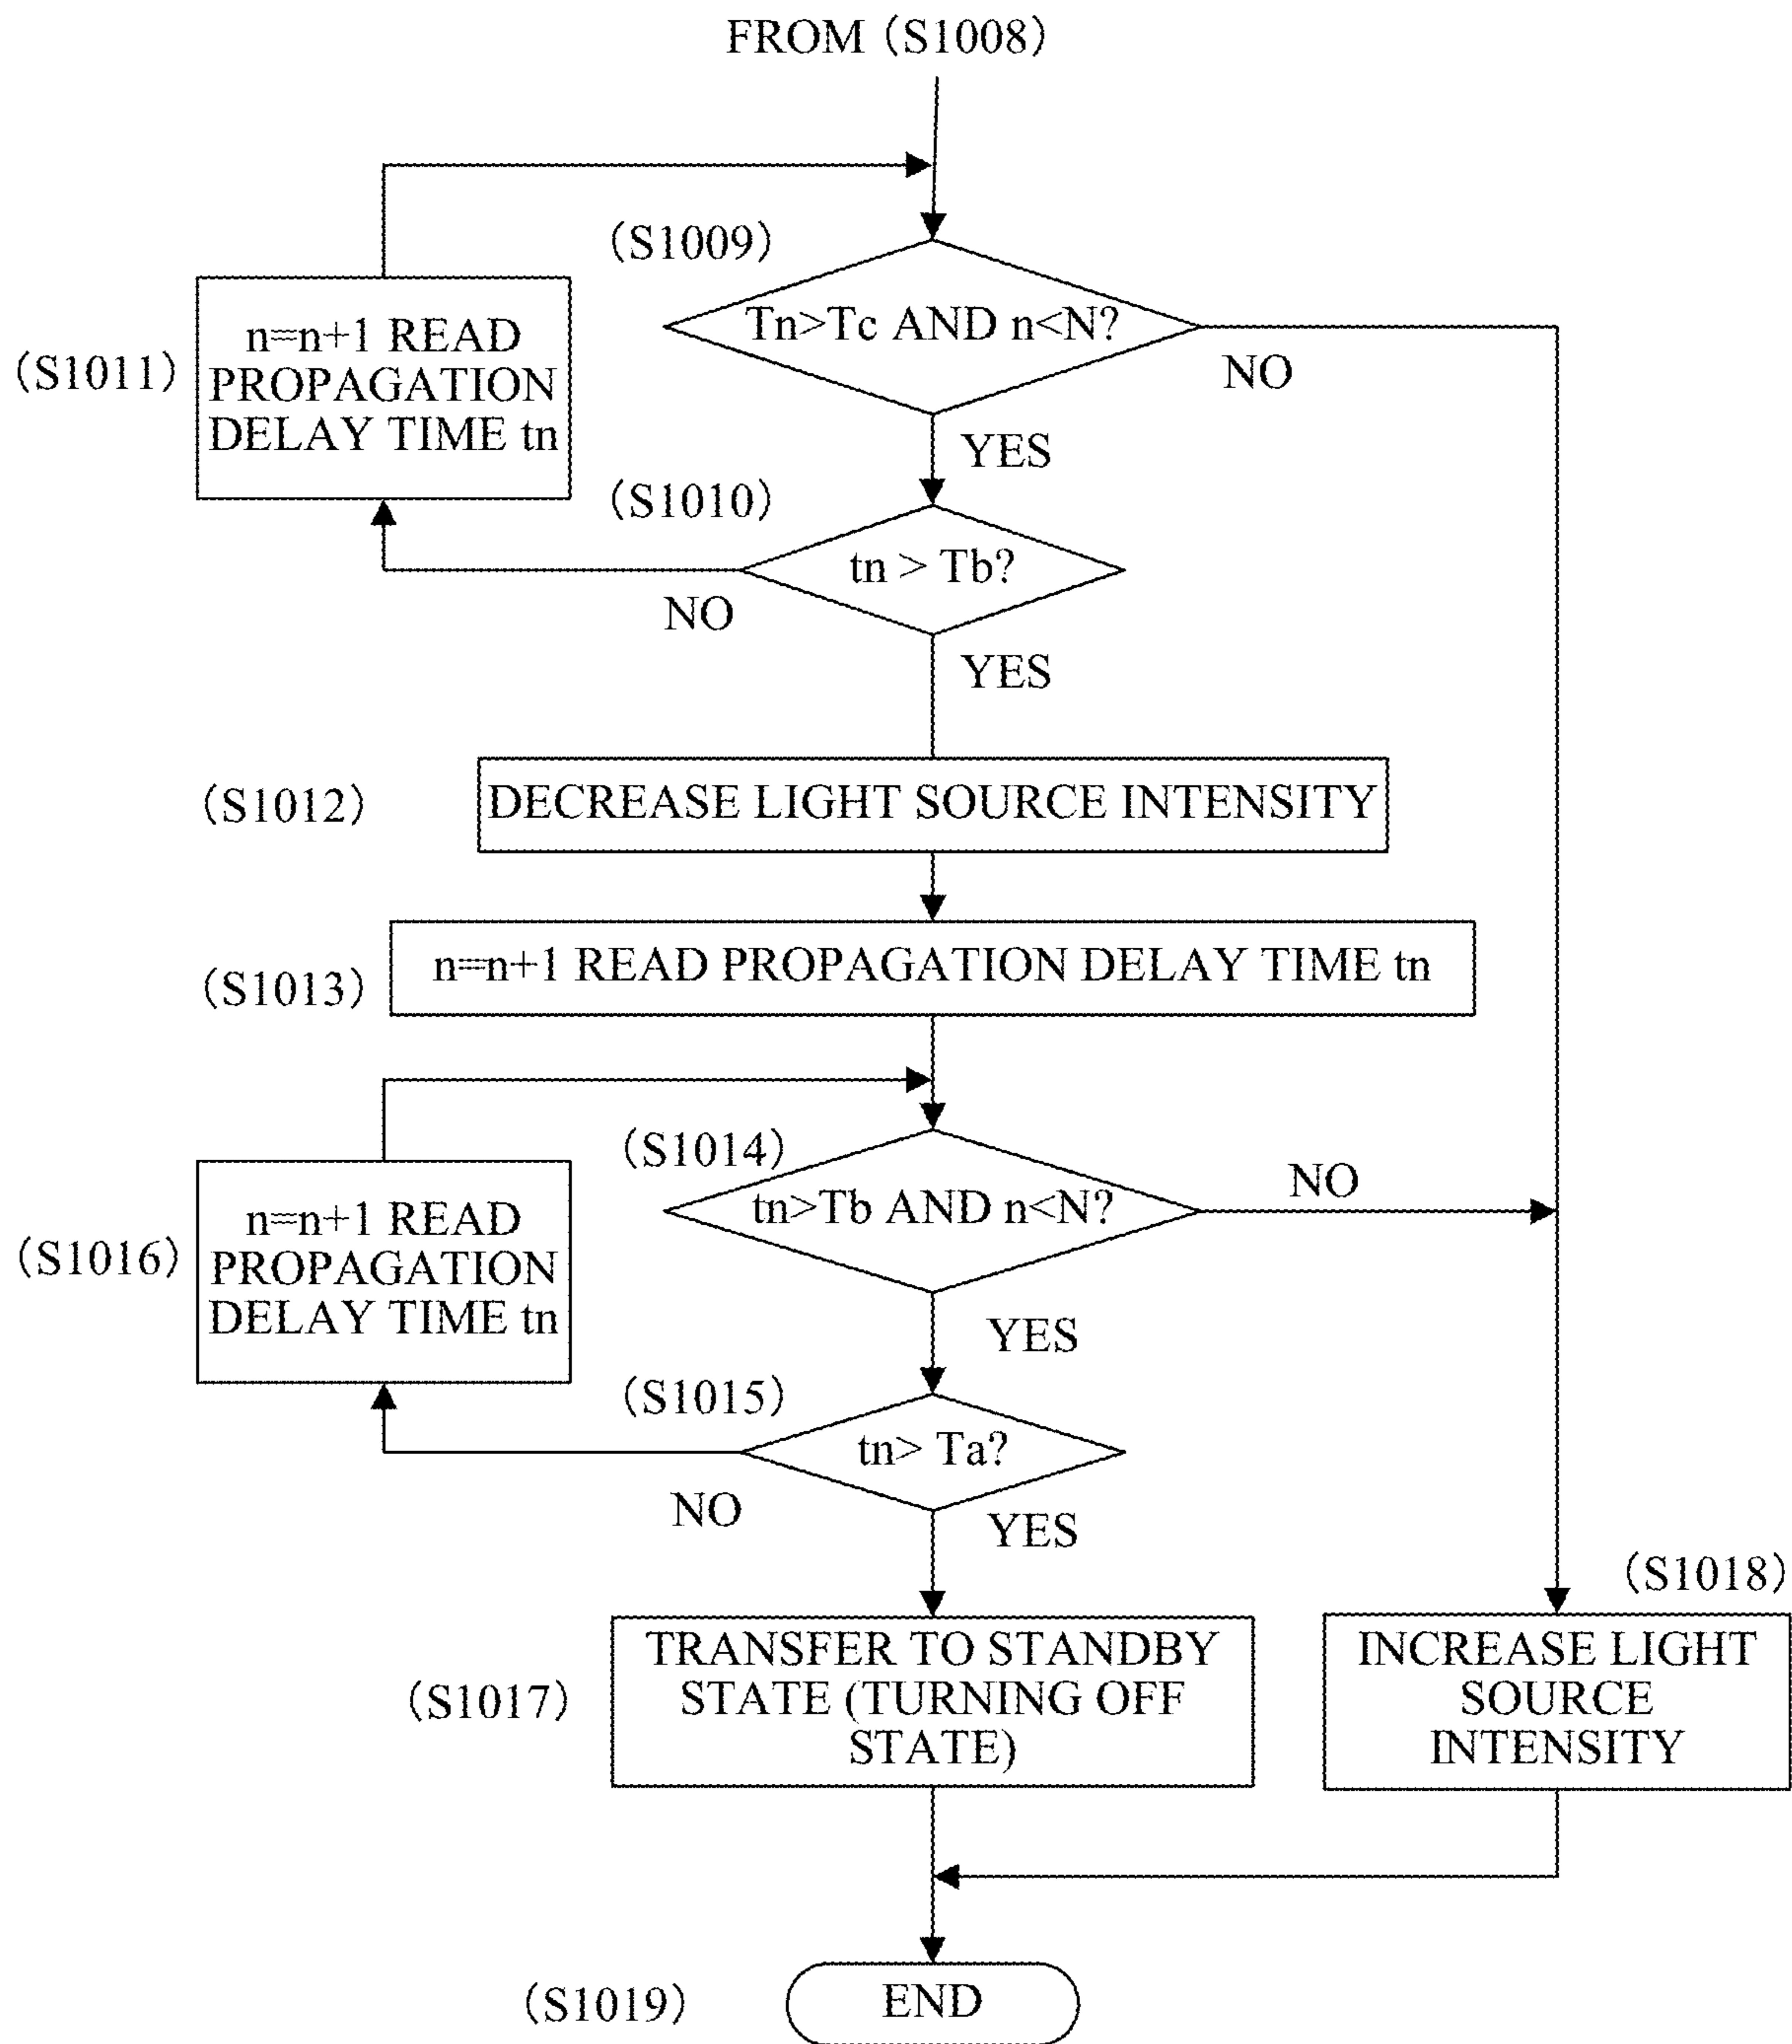 FROM (S1008)
(S1009)
Tn>Tc AND n<N?
NO
n=n+1 READ
PROPAGATION
DELAY TIME tn
(S1011)
YES
(S1010)
tn > Tb?
NO
YES
(S1012)
DECREASE LIGHT SOURCE INTENSITY
(S1013)
n=n+1 READ PROPAGATION DELAY TIME tn
(S1014)
tn>Tb AND n<N?
NO
n=n+1 READ
PROPAGATION
DELAY TIME tn
(S1016)
YES
(S1015)
tn> Ta?
NO
YES
(S1017)
TRANSFER TO STANDBY
STATE (TURNING OFF
STATE)
(S1018)
INCREASE LIGHT
SOURCE
INTENSITY
(S1019)
END